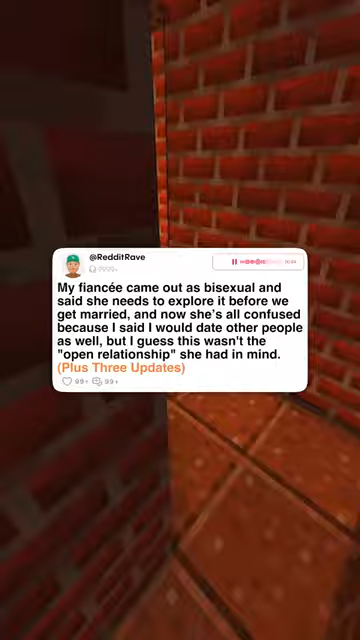 @RedditRave
My fiancée came out as bisexual and
said she needs to explore it before we
get married, and now she's all confused
because I said I would date other people
as well, but I guess this wasn't the
"open relationship" she had in mind.
(Plus Three Updates)
99+ 99+